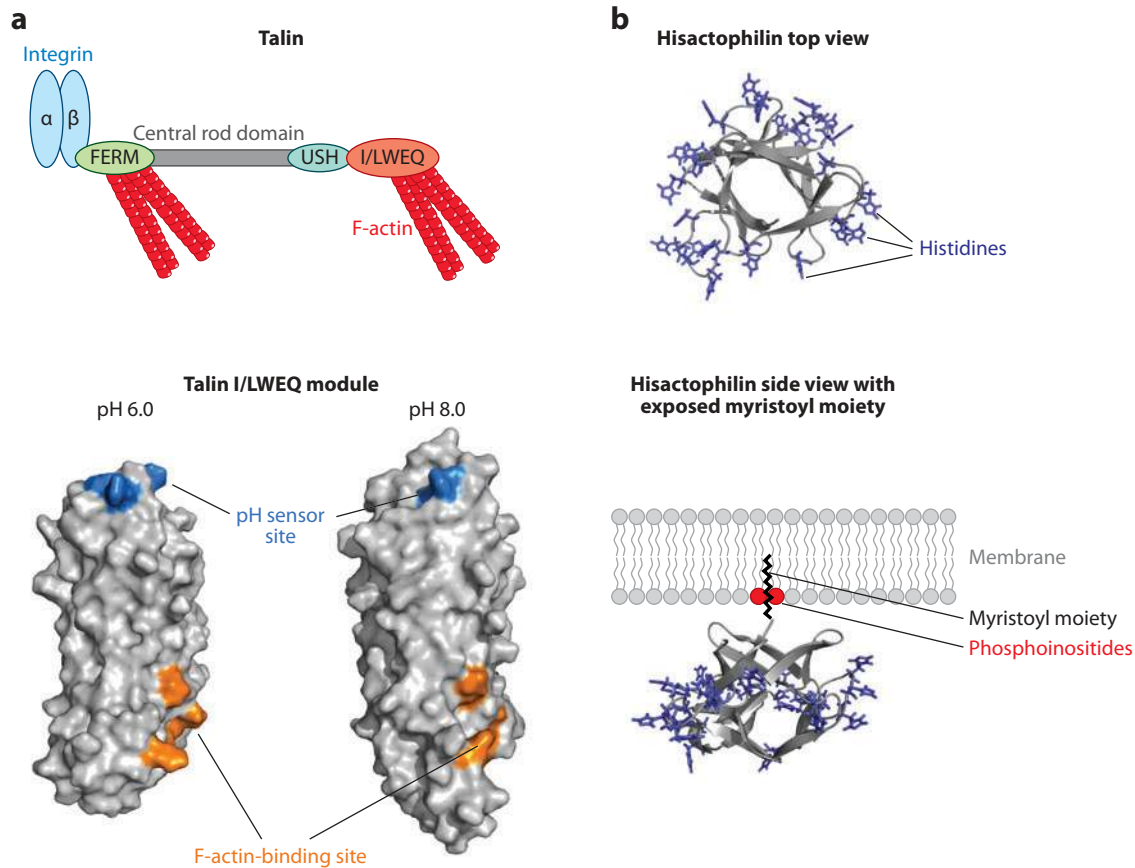 a
Talin
Integrin
α
β
Central rod domain
FERM
USH
I/LWEQ
F-actin
Talin I/LWEQ module
pH 6.0
pH 8.0
pH sensor
site
F-actin-binding site
b
Hisactophilin top view
Histidines
Hisactophilin side view with
exposed myristoyl moiety
Membrane
Myristoyl moiety
Phosphoinositides